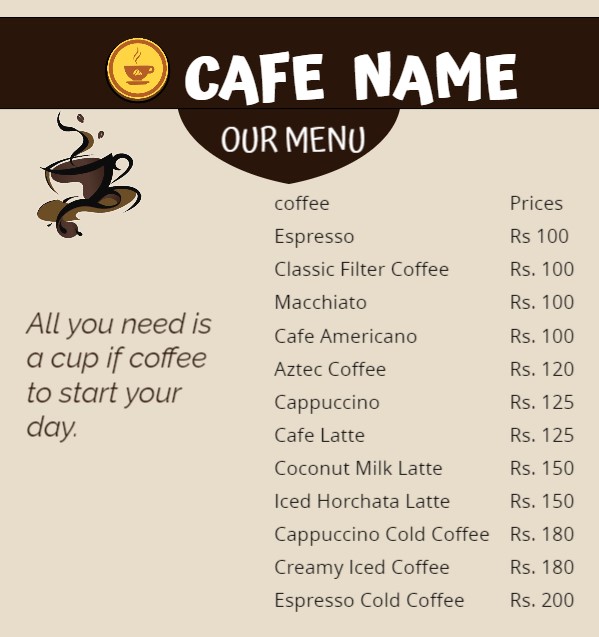 CAFE NAME
OUR MENU
coffee Prices
Espresso Rs 100
Classic Filter Coffee Rs. 100
Macchiato Rs. 100
Cafe Americano Rs. 100
Aztec Coffee Rs. 120
Cappuccino Rs. 125
Cafe Latte Rs. 125
Coconut Milk Latte Rs. 150
Iced Horchata Latte Rs. 150
Cappuccino Cold Coffee Rs. 180
Creamy Iced Coffee Rs. 180
Espresso Cold Coffee Rs. 200
All you need is
a cup if coffee
to start your
day.